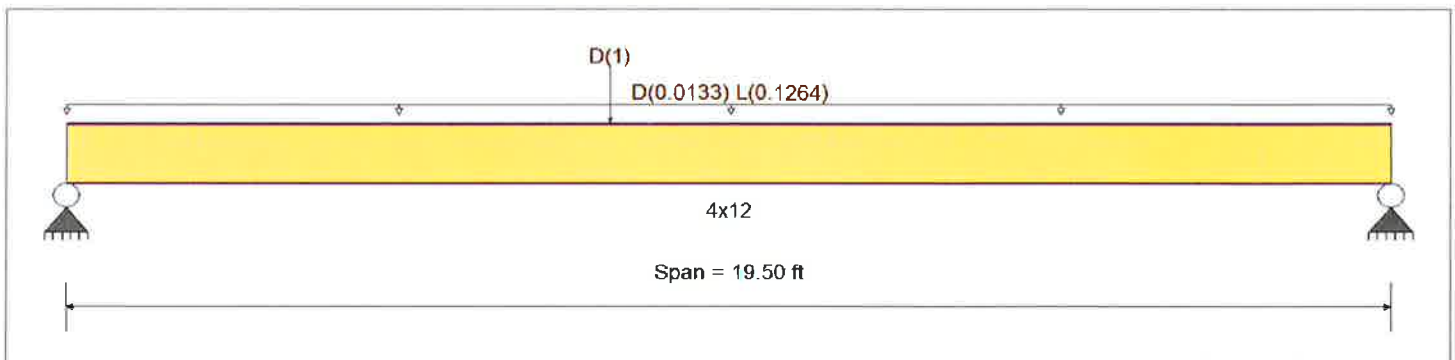 D(1)
D(0.0133) L(0.1264)
4x12
Span = 19.50 ft